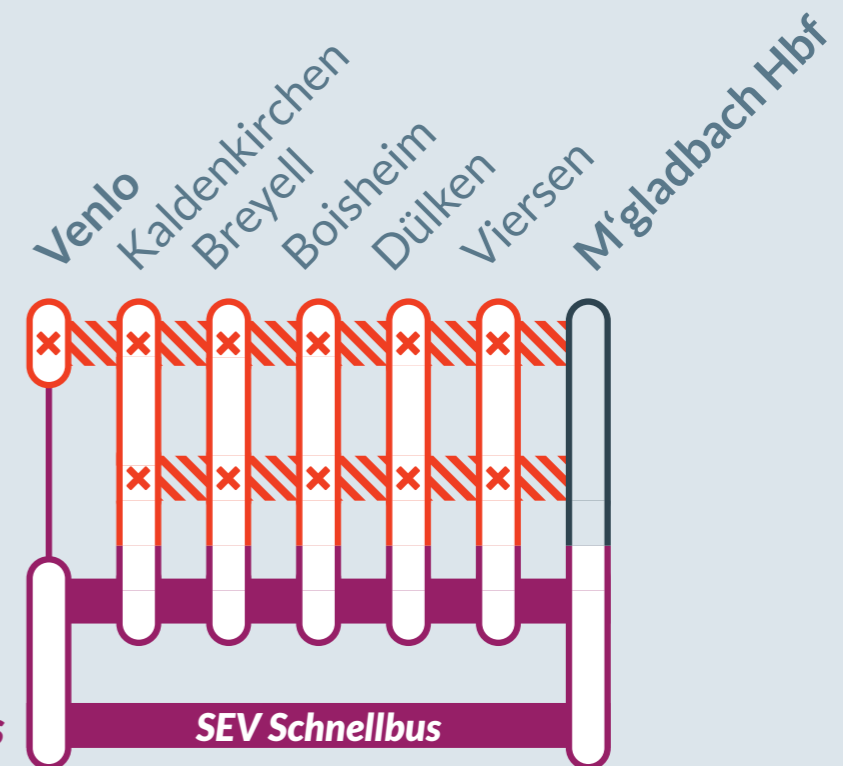 Venlo
Kaldenkirchen
Breyell
Boisheim
Dülken
Viersen
M‘gladbach Hbf
SEV Schnellbus
s